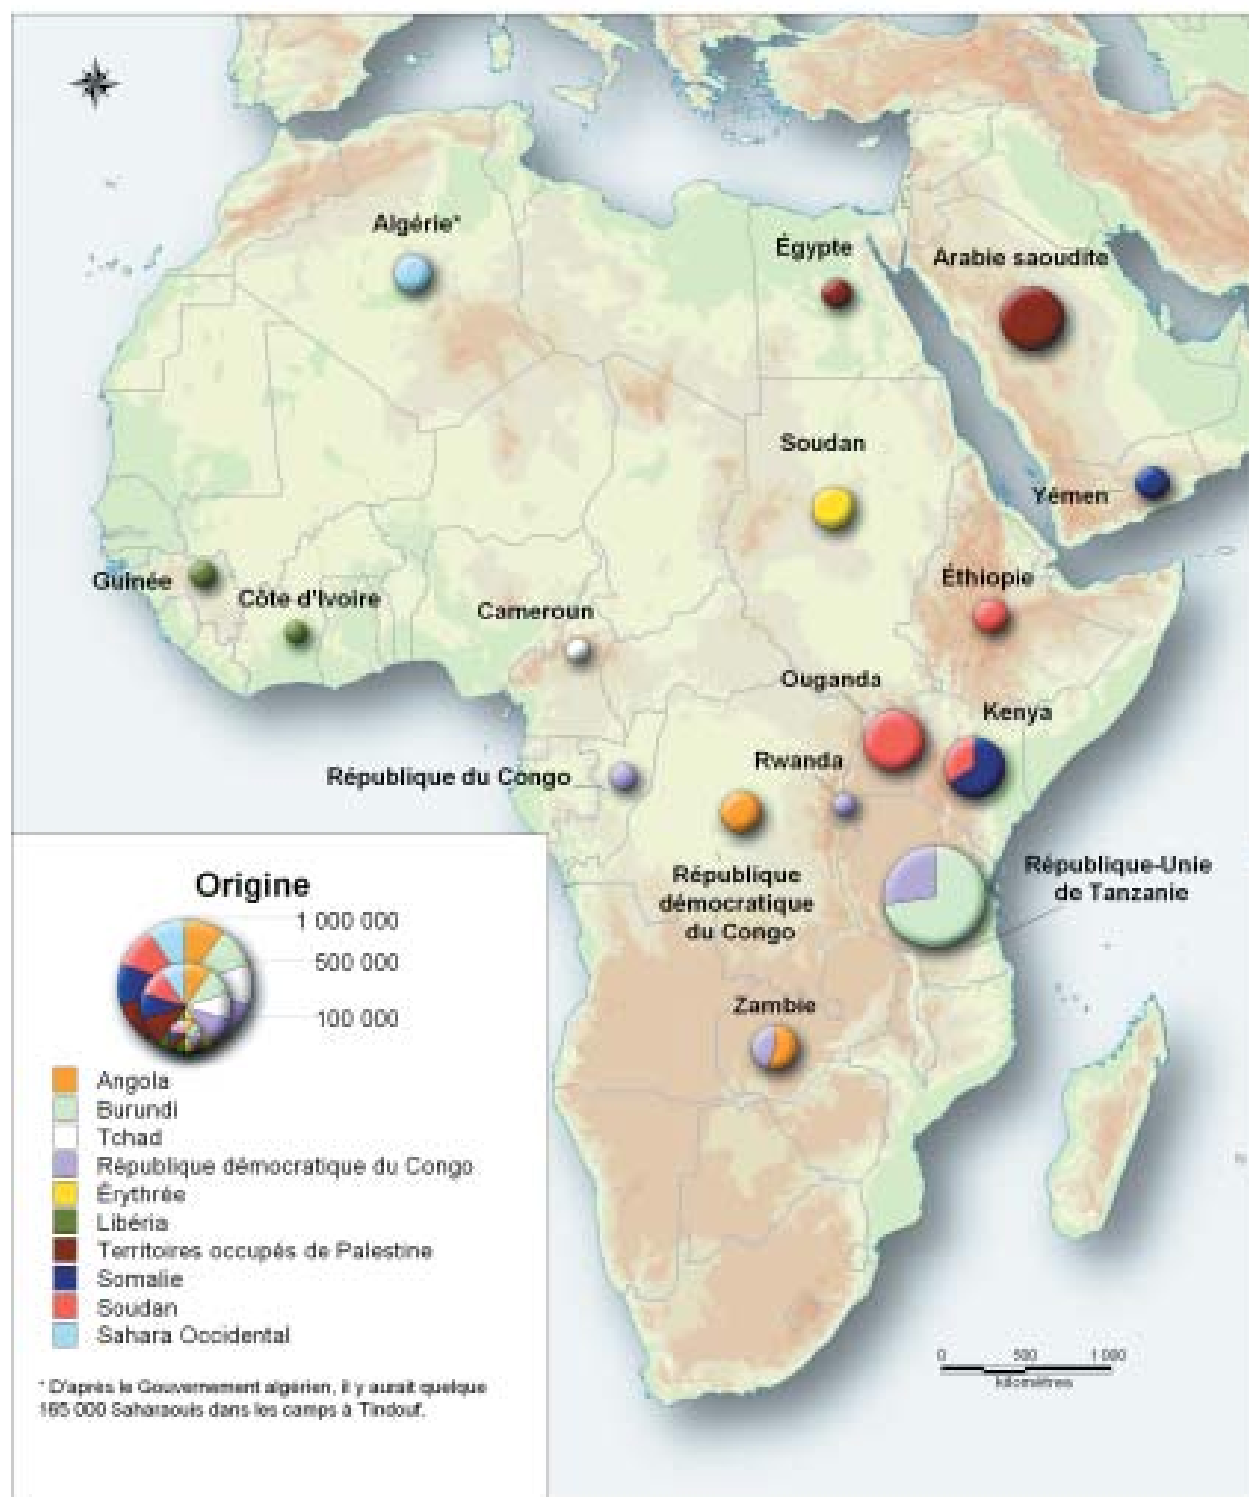 Algérie*
Égypte
Arabie saoudite
Soudan
Yémen
Éthiopie
Guinée
Côte d'Ivoire
Cameroun
Ouganda
Kenya
Rwanda
République du Congo
République
démocratique
du Congo
République-Unie
de Tanzanie
Zambie
Origine
1 000 000
500 000
100 000
Angola
Burundi
Tchad
République démocratique du Congo
Érythrée
Libéria
Territoires occupés de Palestine
Somalie
Soudan
Sahara Occidental
* D'après le Gouvernement algérien, il y aurait quelque
165 000 Saharaouis dans les camps à Tindouf.
0 500 1 000
kilomètres